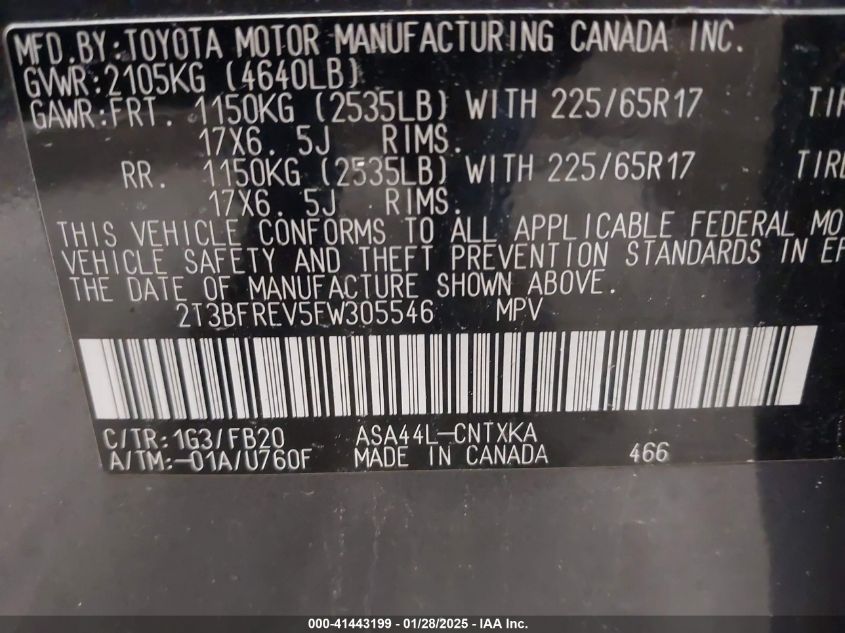 MFD.BY:TOYOTA MOTOR MANUFACTURING CANADA INC.
GVWR:2105KG (4640LB)
GAWR:FRT. 1150KG (2535LB) WITH 225/65R17 TIR
17X6.5J RIMS.
RR. 1150KG (2535LB) WITH 225/65R17 TIRE
17X6.5J RIMS.
THIS VEHICLE CONFORMS TO ALL APPLICABLE FEDERAL MO
VEHICLE SAFETY AND THEFT PREVENTION STANDARDS IN EF
THE DATE OF MANUFACTURE SHOWN ABOVE.
2T3BFREV5FW305546 MPV
C/TR:1G3/FB20 ASA44L-CNTXKA
A/TM:-01A/U760F MADE IN CANADA 466
000-41443199 - 01/28/2025 - IAA Inc.